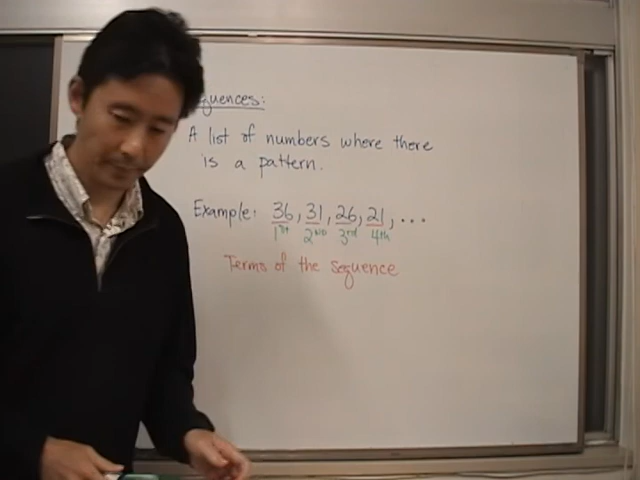 quences:
A list of numbers where there
is a pattern.
Example: 36, 31, 26, 21, ...
1st 2nd 3rd 4th
Terms of the sequence